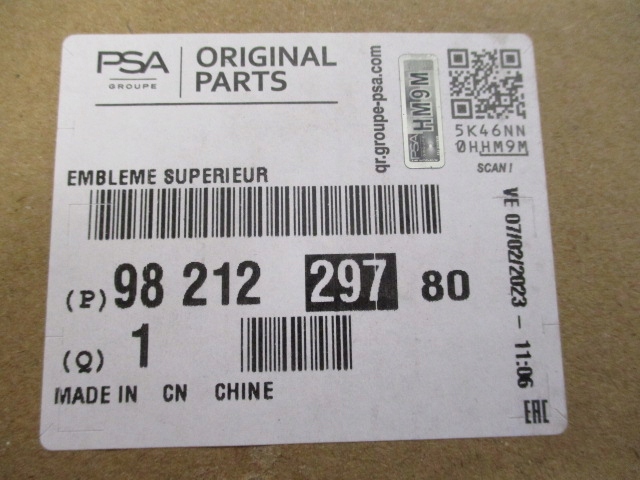 PSA
GROUPE
ORIGINAL
PARTS
qr.groupe-psa.com
PSA
HM9M
5K46NN
0HHM9M
SCAN!
EMBLEME SUPERIEUR
(P) 98 212 297 80
(Q) 1
MADE IN CN CHINE
VE 07/02/2023 - 11:06
EAC